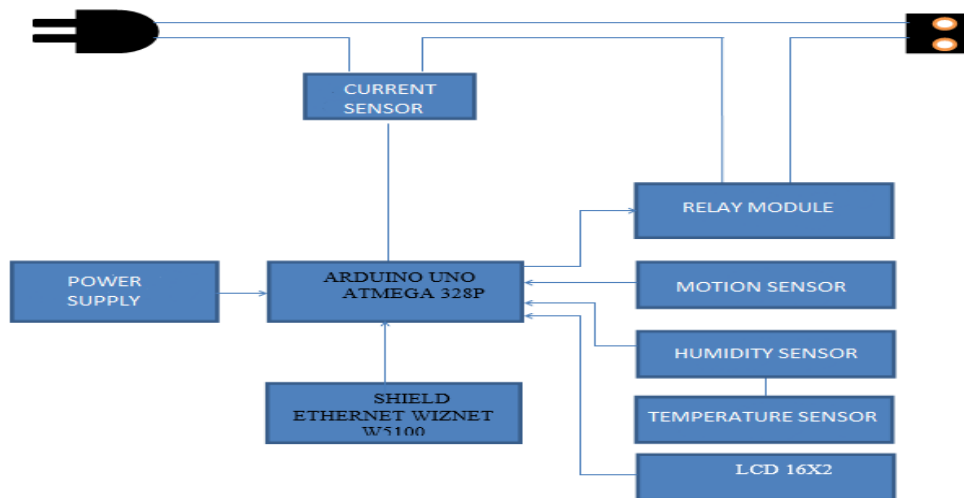 CURRENT
SENSOR
RELAY MODULE
POWER
SUPPLY
ARDUINO UNO
ATMEGA 328P
MOTION SENSOR
HUMIDITY SENSOR
SHIELD
ETHERNET WIZNET
W5100
TEMPERATURE SENSOR
LCD 16X2